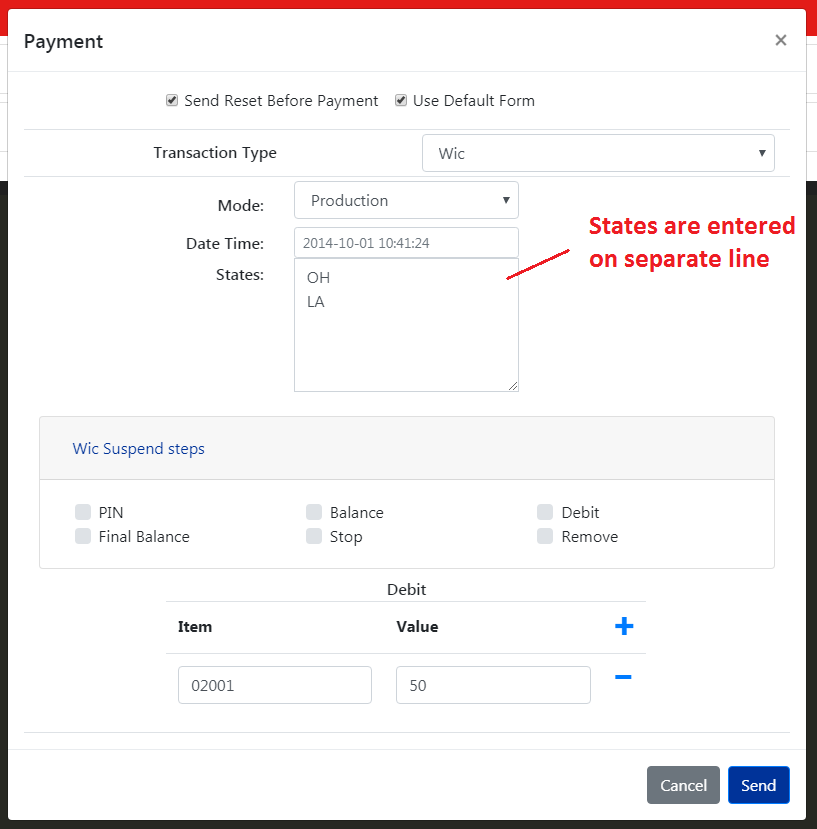 Payment ×
Send Reset Before Payment Use Default Form
Transaction Type Wic
Mode: Production
Date Time: 2014-10-01 10:41:24
States: OH
LA
States are entered
on separate line
Wic Suspend steps
PIN Balance Debit
Final Balance Stop Remove
Debit
Item Value +
02001 50 −
Cancel Send